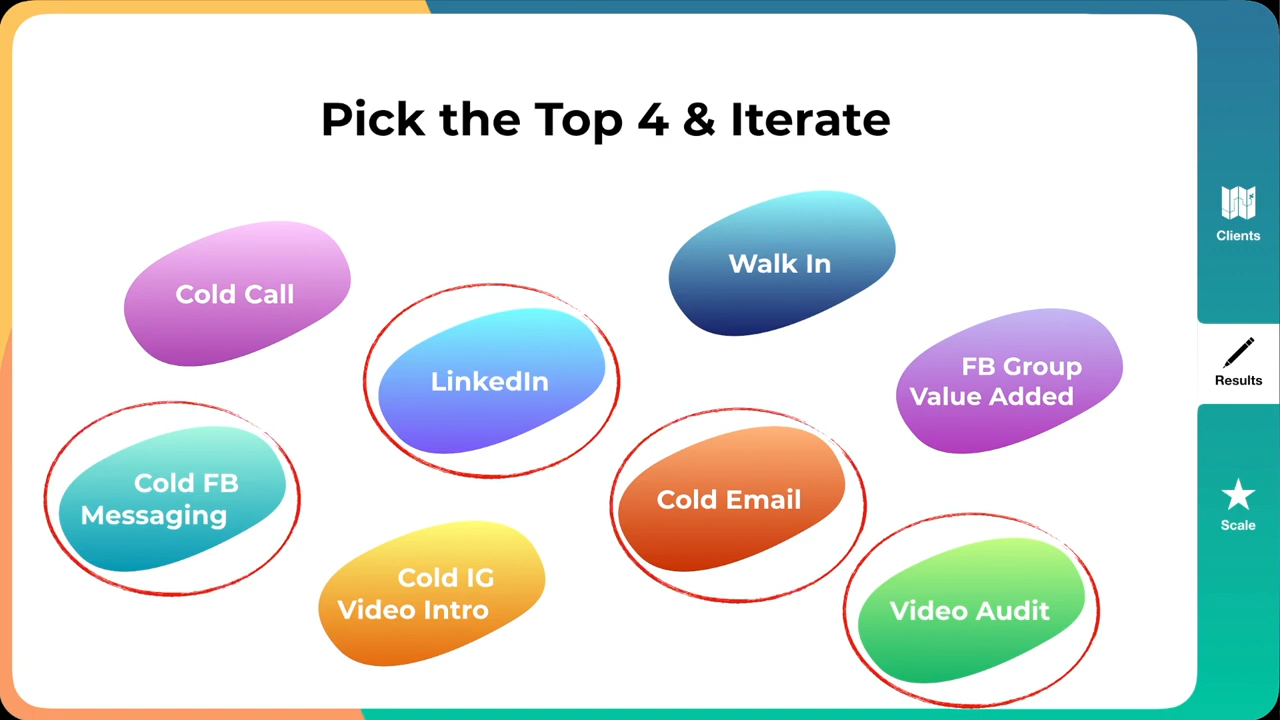 Pick the Top 4 & Iterate
Cold Call
Walk In
LinkedIn
FB Group
Value Added
Cold FB
Messaging
Cold Email
Cold IG
Video Intro
Video Audit
Clients
Results
Scale